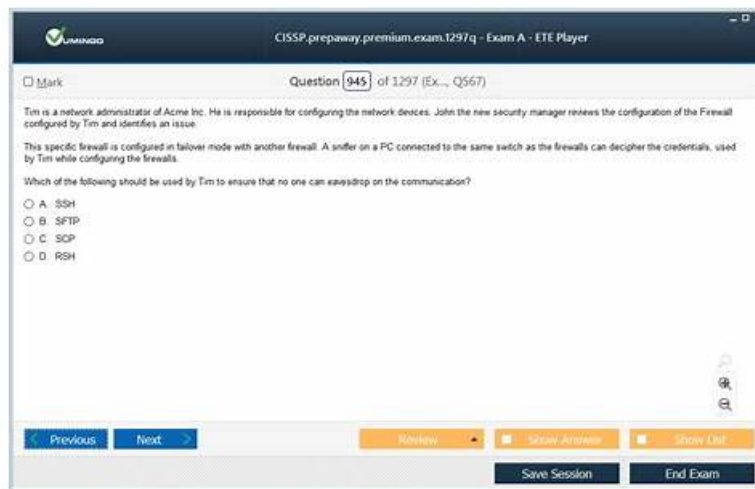 VUMINGO
CISSP.prepaway.premium.exam.1297q - Exam A - ETE Player
Mark
Question 945 of 1297 (Ex..., Q567)
Tim is a network administrator of Acme Inc. He is responsible for configuring the network devices. John the new security manager reviews the configuration of the Firewall
configured by Tim and identifies an issue.
This specific firewall is configured in failover mode with another firewall. A sniffer on a PC connected to the same switch as the firewalls can decipher the credentials, used
by Tim while configuring the firewalls.
Which of the following should be used by Tim to ensure that no one can eavesdrop on the communication?
A. SSH
B. SFTP
C. SCP
D. RSH
Previous
Next
Review
Show Answer
Show List
Save Session
End Exam